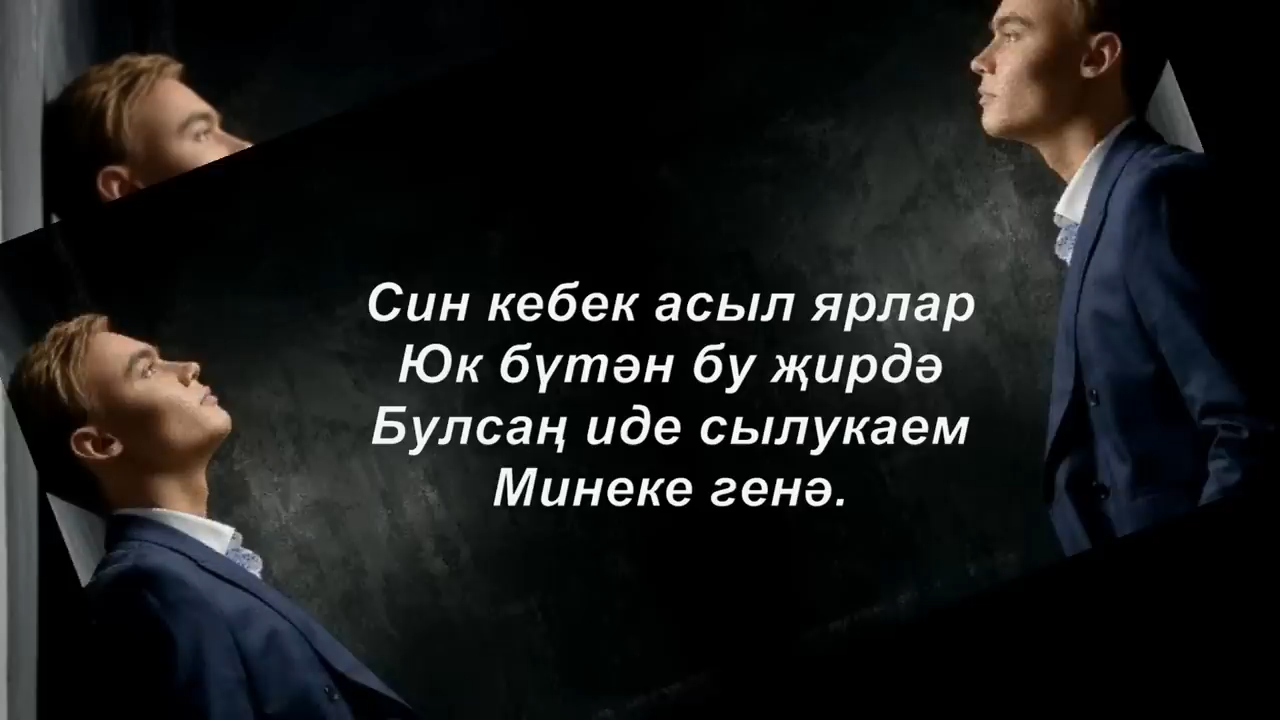 Син кебек асыл ярлар
Юк бүтән бу җирдә
Булсаң иде сылукаем
Минеке генә.